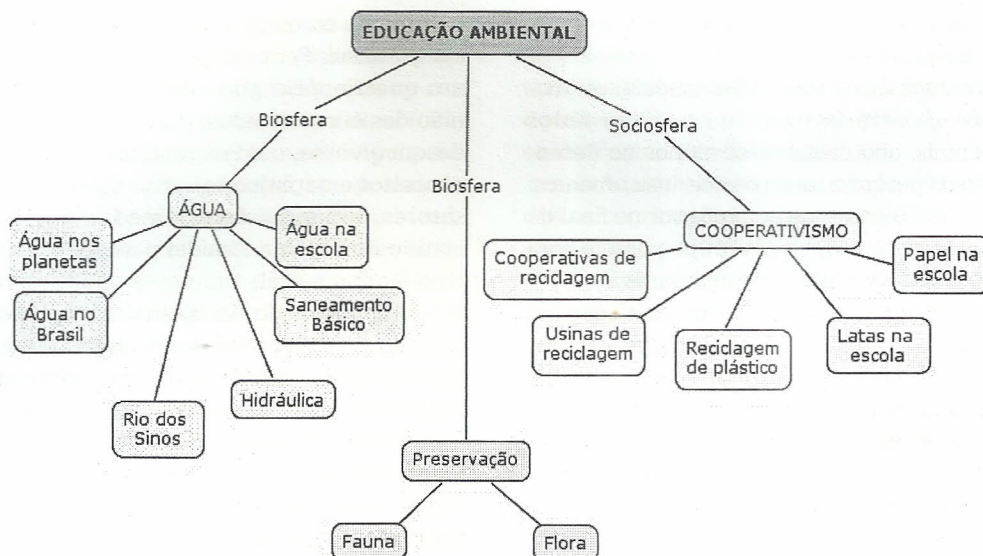 EDUCAÇÃO AMBIENTAL
Biosfera
Sociosfera
Biosfera
ÁGUA
Água nos
planetas
Água na
escola
Água no
Brasil
Saneamento
Básico
Rio dos
Sinos
Hidráulica
COOPERATIVISMO
Cooperativas de
reciclagem
Papel na
escola
Usinas de
reciclagem
Reciclagem
de plástico
Latas na
escola
Preservação
Fauna
Flora